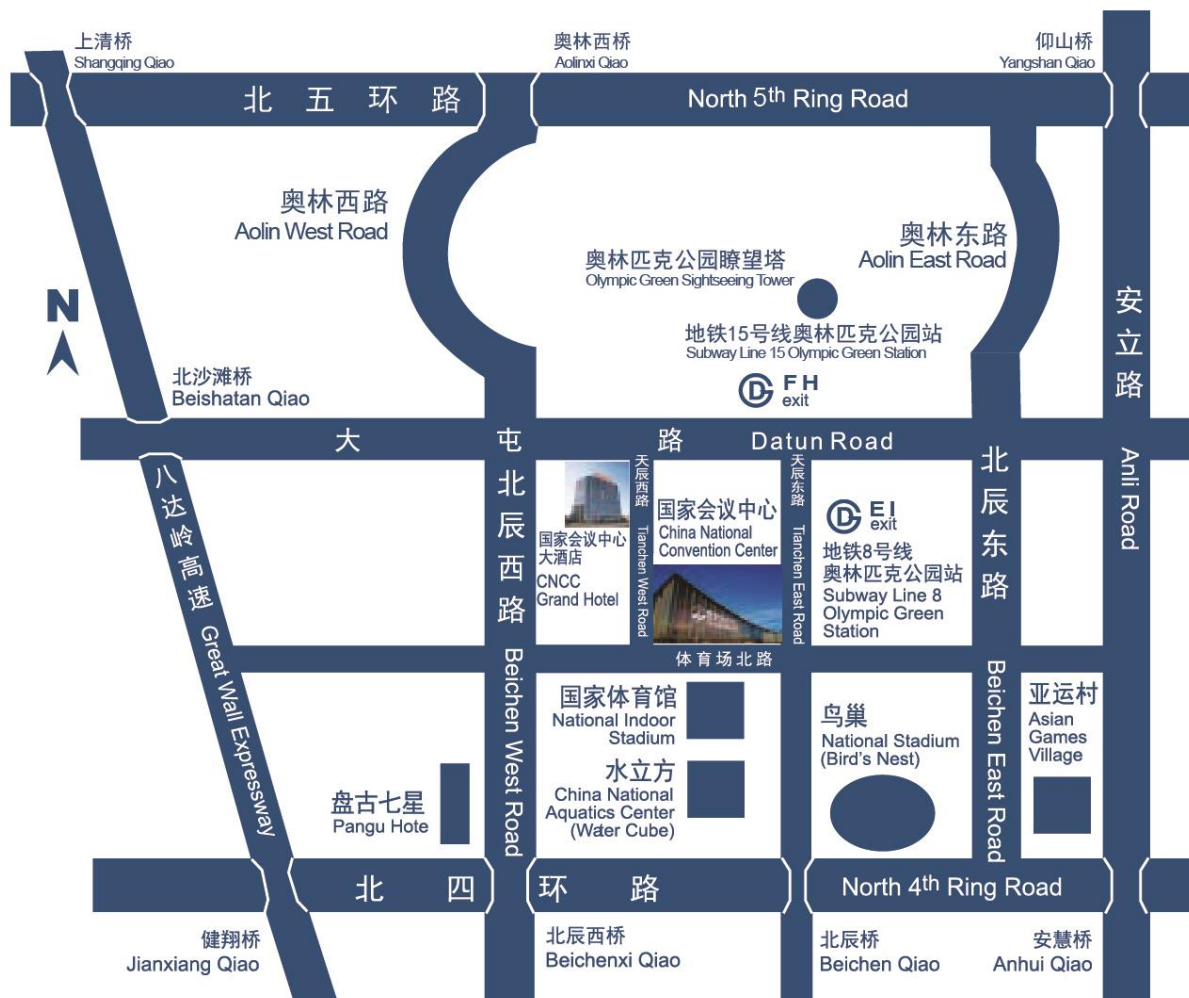 上清桥
Shangqing Qiao
奥林西桥
Aolinxi Qiao
仰山桥
Yangshan Qiao
北五环路
North 5th Ring Road
奥林西路
Aolin West Road
奥林东路
Aolin East Road
奥林匹克公园瞭望塔
Olympic Green Sightseeing Tower
地铁15号线奥林匹克公园站
Subway Line 15 Olympic Green Station
N
安立路
Anli Road
北沙滩桥
Beishatan Qiao
D
F H
exit
大屯路
Datun Road
八达岭高速
Great Wall Expressway
北辰西路
Beichen West Road
国家会议中心
大酒店
CNCC
Grand Hotel
天辰西路
Tianchen West Road
国家会议中心
China National
Convention Center
天辰东路
Tianchen East Road
D
E I
exit
地铁8号线
奥林匹克公园站
Subway Line 8
Olympic Green
Station
北辰东路
Beichen East Road
体育场北路
国家体育馆
National Indoor
Stadium
鸟巢
National Stadium
(Bird's Nest)
亚运村
Asian
Games
Village
水立方
China National
Aquatics Center
(Water Cube)
盘古七星
Pangu Hote
北四环路
North 4th Ring Road
健翔桥
Jianxiang Qiao
北辰西桥
Beichenxi Qiao
北辰桥
Beichen Qiao
安慧桥
Anhui Qiao